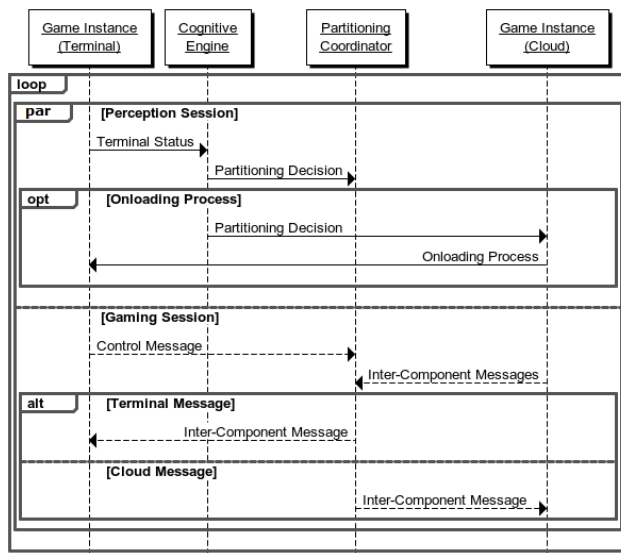 Game Instance
(Terminal)
Cognitive
Engine
Partitioning
Coordinator
Game Instance
(Cloud)
loop
par
[Perception Session]
Terminal Status
Partitioning Decision
opt
[Onloading Process]
Partitioning Decision
Onloading Process
[Gaming Session]
Control Message
Inter-Component Messages
alt
[Terminal Message]
Inter-Component Message
[Cloud Message]
Inter-Component Message